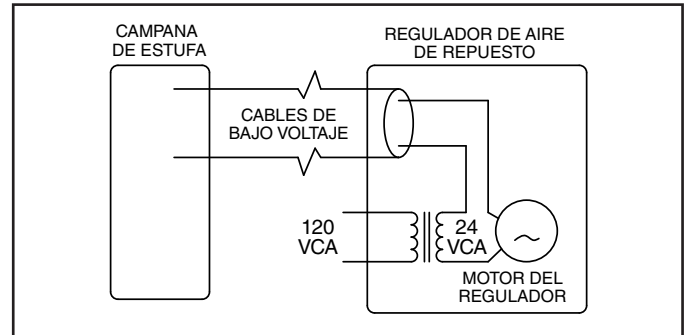 CAMPANA
DE ESTUFA
REGULADOR DE AIRE
DE REPUESTO
CABLES DE
BAJO VOLTAJE
120
VCA
24
VCA
MOTOR DEL
REGULADOR